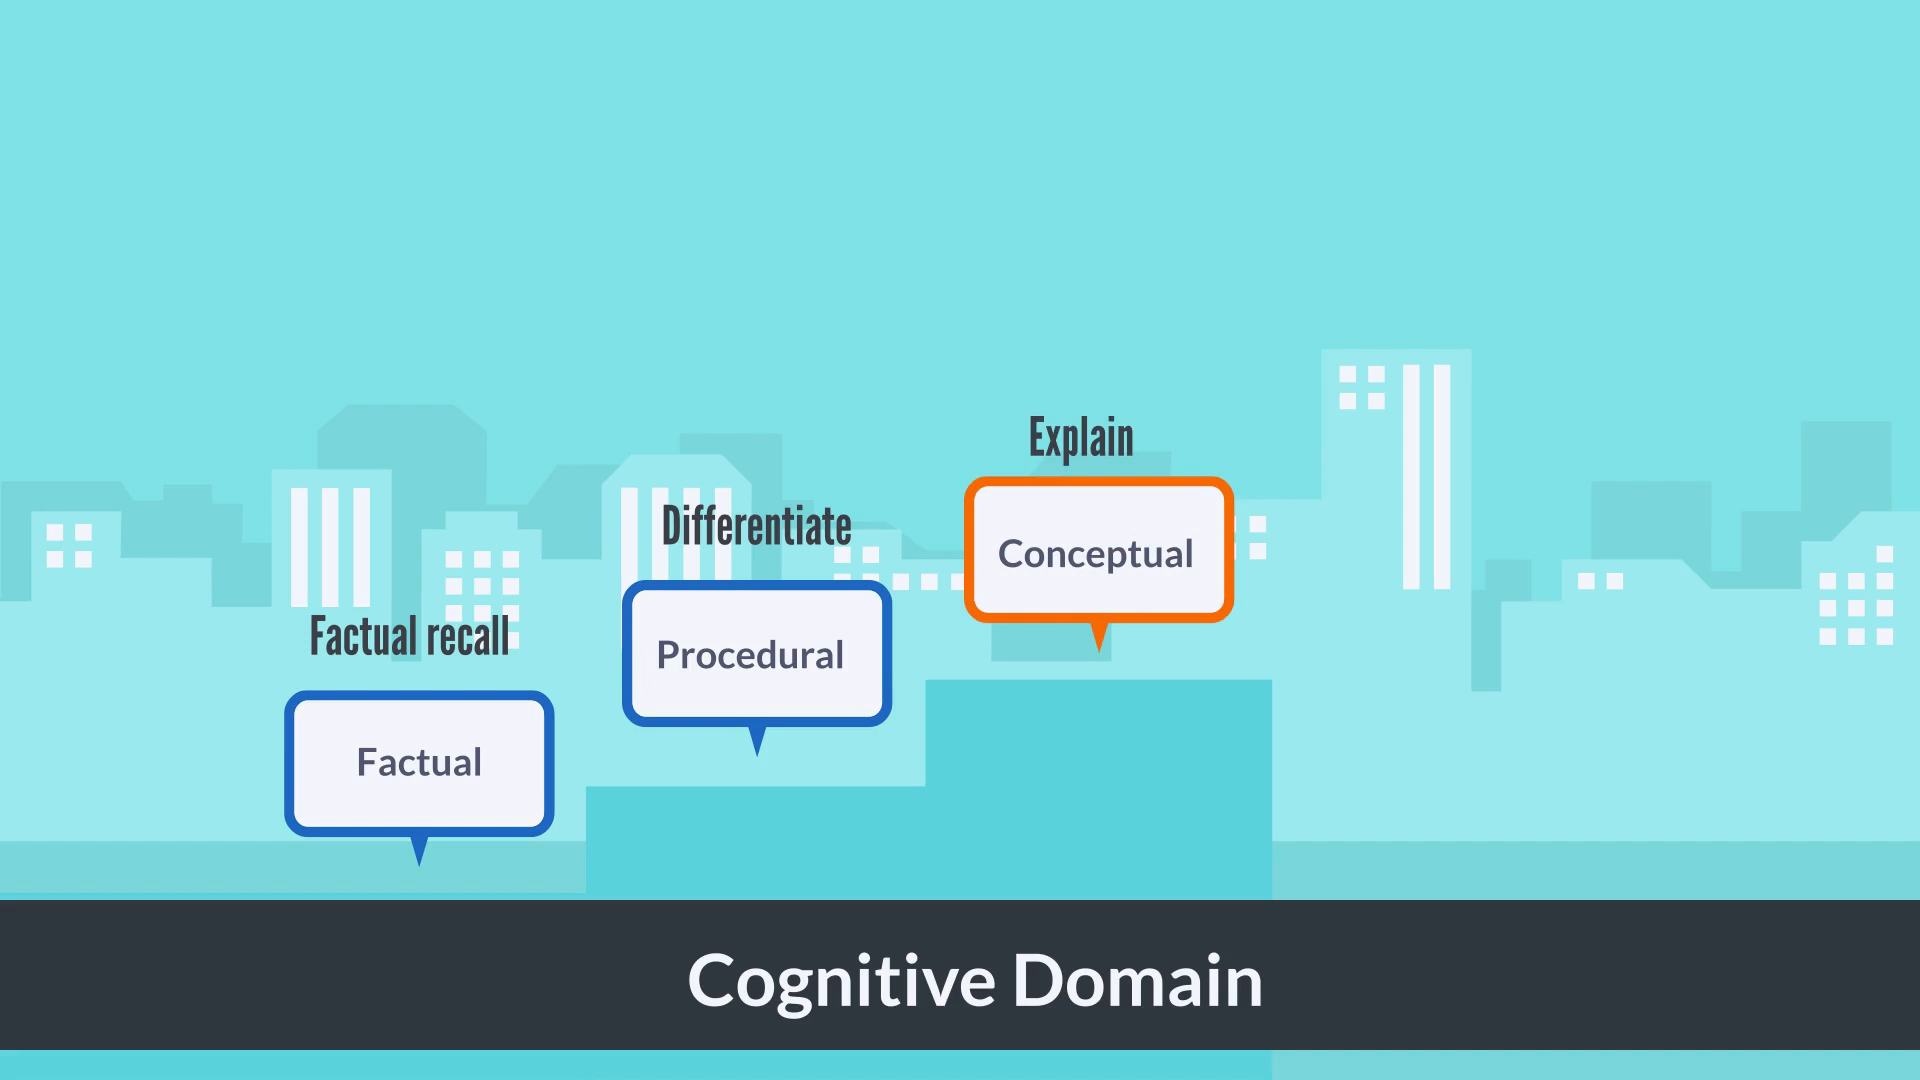 Factual recall
Factual
Differentiate
Procedural
Explain
Conceptual
Cognitive Domain